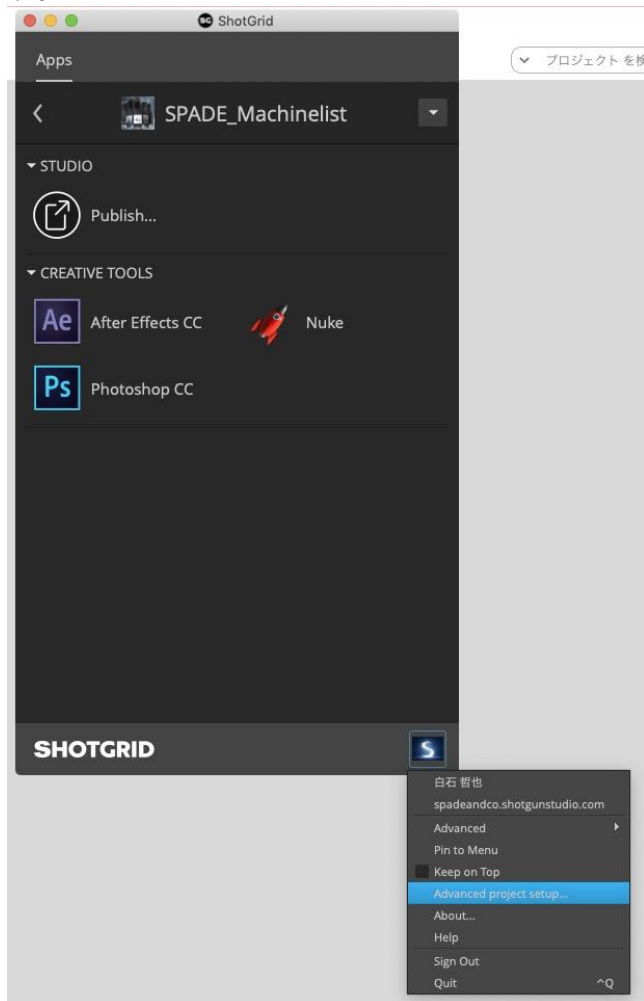 ShotGrid
Apps
プロジェクト を検
SPADE_Machinelist
STUDIO
Publish...
CREATIVE TOOLS
Ae After Effects CC Nuke
Ps Photoshop CC
SHOTGRID S
白石 哲也
spadeandco.shotgunstudio.com
Advanced
Pin to Menu
Keep on Top
Advanced project setup...
About...
Help
Sign Out
Quit ^Q